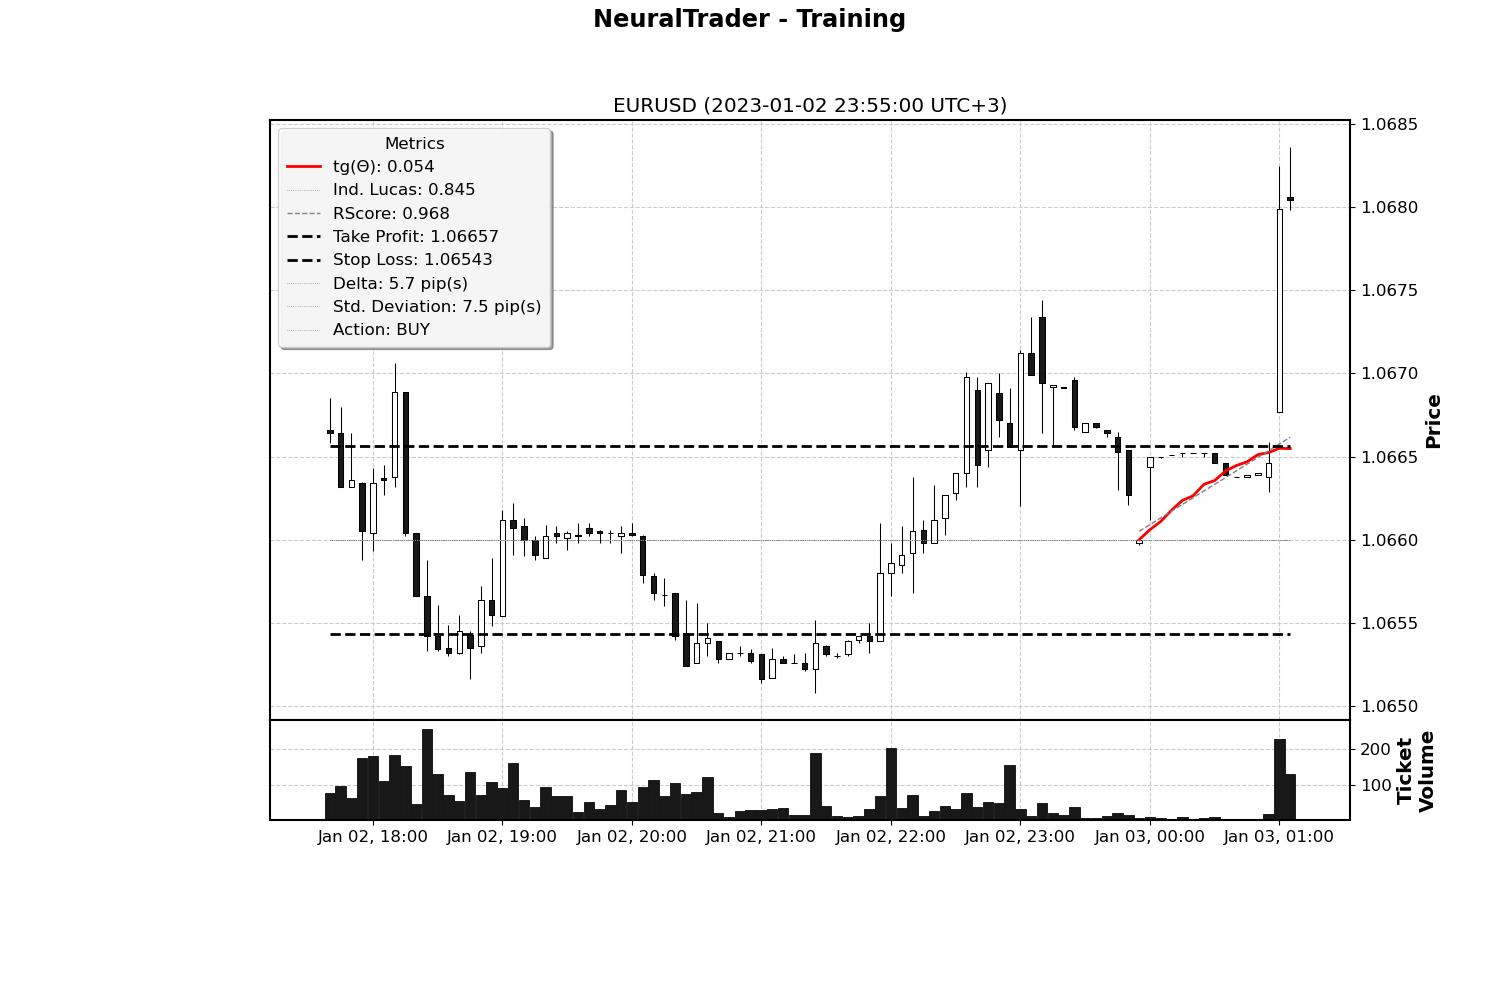 NeuralTrader - Training
EURUSD (2023-01-02 23:55:00 UTC+3)
Metrics
tg(Θ): 0.054
Ind. Lucas: 0.845
RScore: 0.968
Take Profit: 1.06657
Stop Loss: 1.06543
Delta: 5.7 pip(s)
Std. Deviation: 7.5 pip(s)
Action: BUY
1.0685
1.0680
1.0675
1.0670
1.0665
1.0660
1.0655
1.0650
Price
200
100
Ticket
Volume
Jan 02, 18:00
Jan 02, 19:00
Jan 02, 20:00
Jan 02, 21:00
Jan 02, 22:00
Jan 02, 23:00
Jan 03, 00:00
Jan 03, 01:00